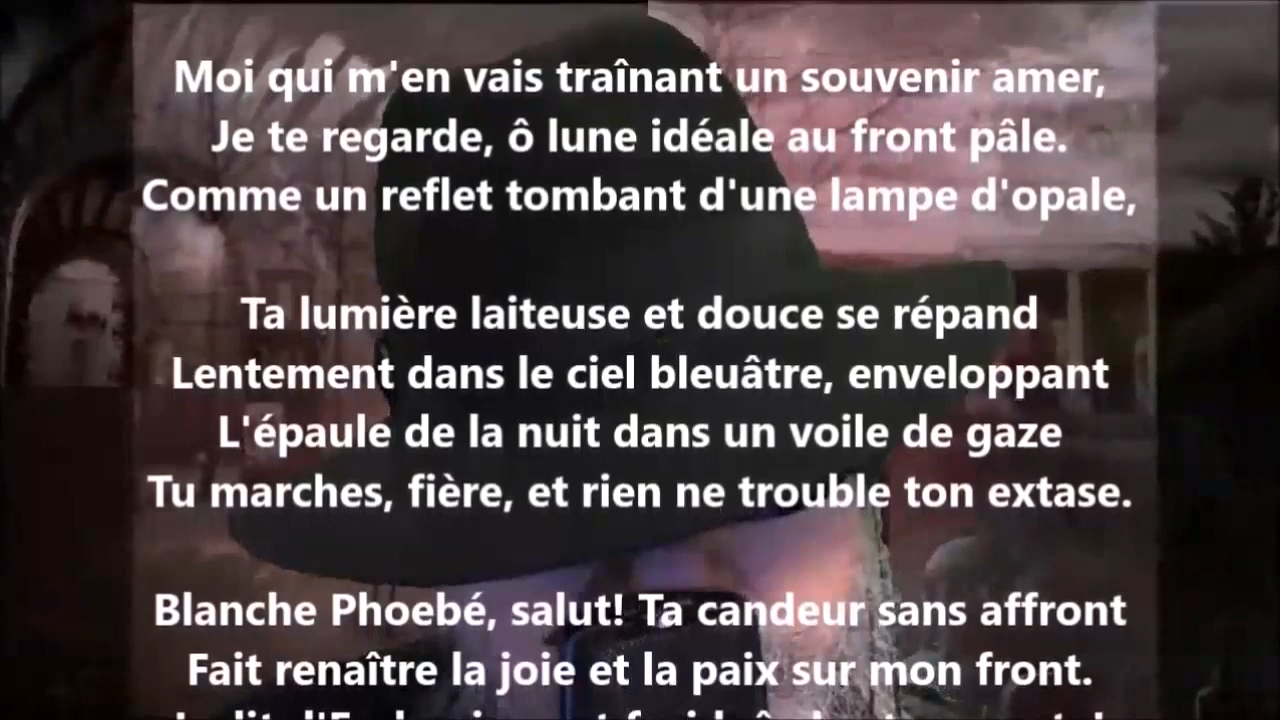 Moi qui m'en vais traînant un souvenir amer,
Je te regarde, ô lune idéale au front pâle.
Comme un reflet tombant d'une lampe d'opale,
Ta lumière laiteuse et douce se répand
Lentement dans le ciel bleuâtre, enveloppant
L'épaule de la nuit dans un voile de gaze
Tu marches, fière, et rien ne trouble ton extase.
Blanche Phoebé, salut! Ta candeur sans affront
Fait renaître la joie et la paix sur mon front.